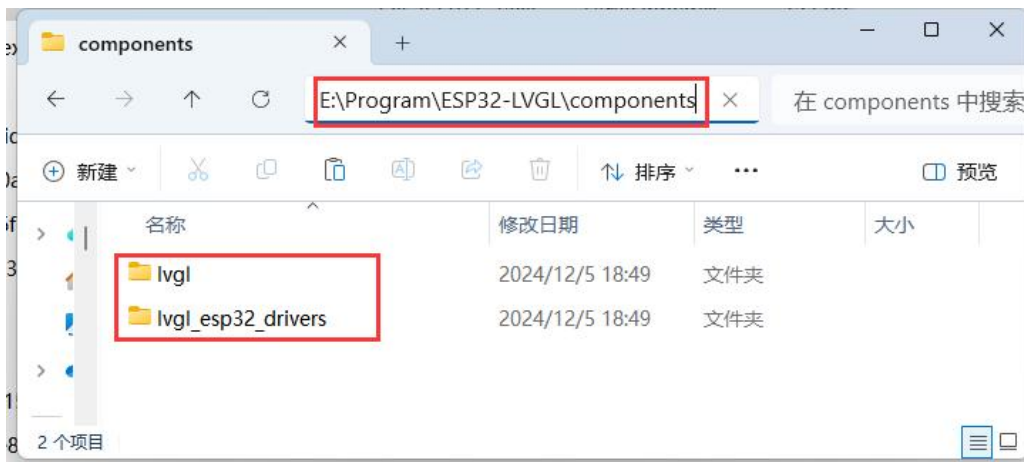 components
E:\Program\ESP32-LVGL\components
在 components 中搜索
新建
排序
预览
名称 修改日期 类型 大小
lvgl 2024/12/5 18:49 文件夹
lvgl_esp32_drivers 2024/12/5 18:49 文件夹
2 个项目